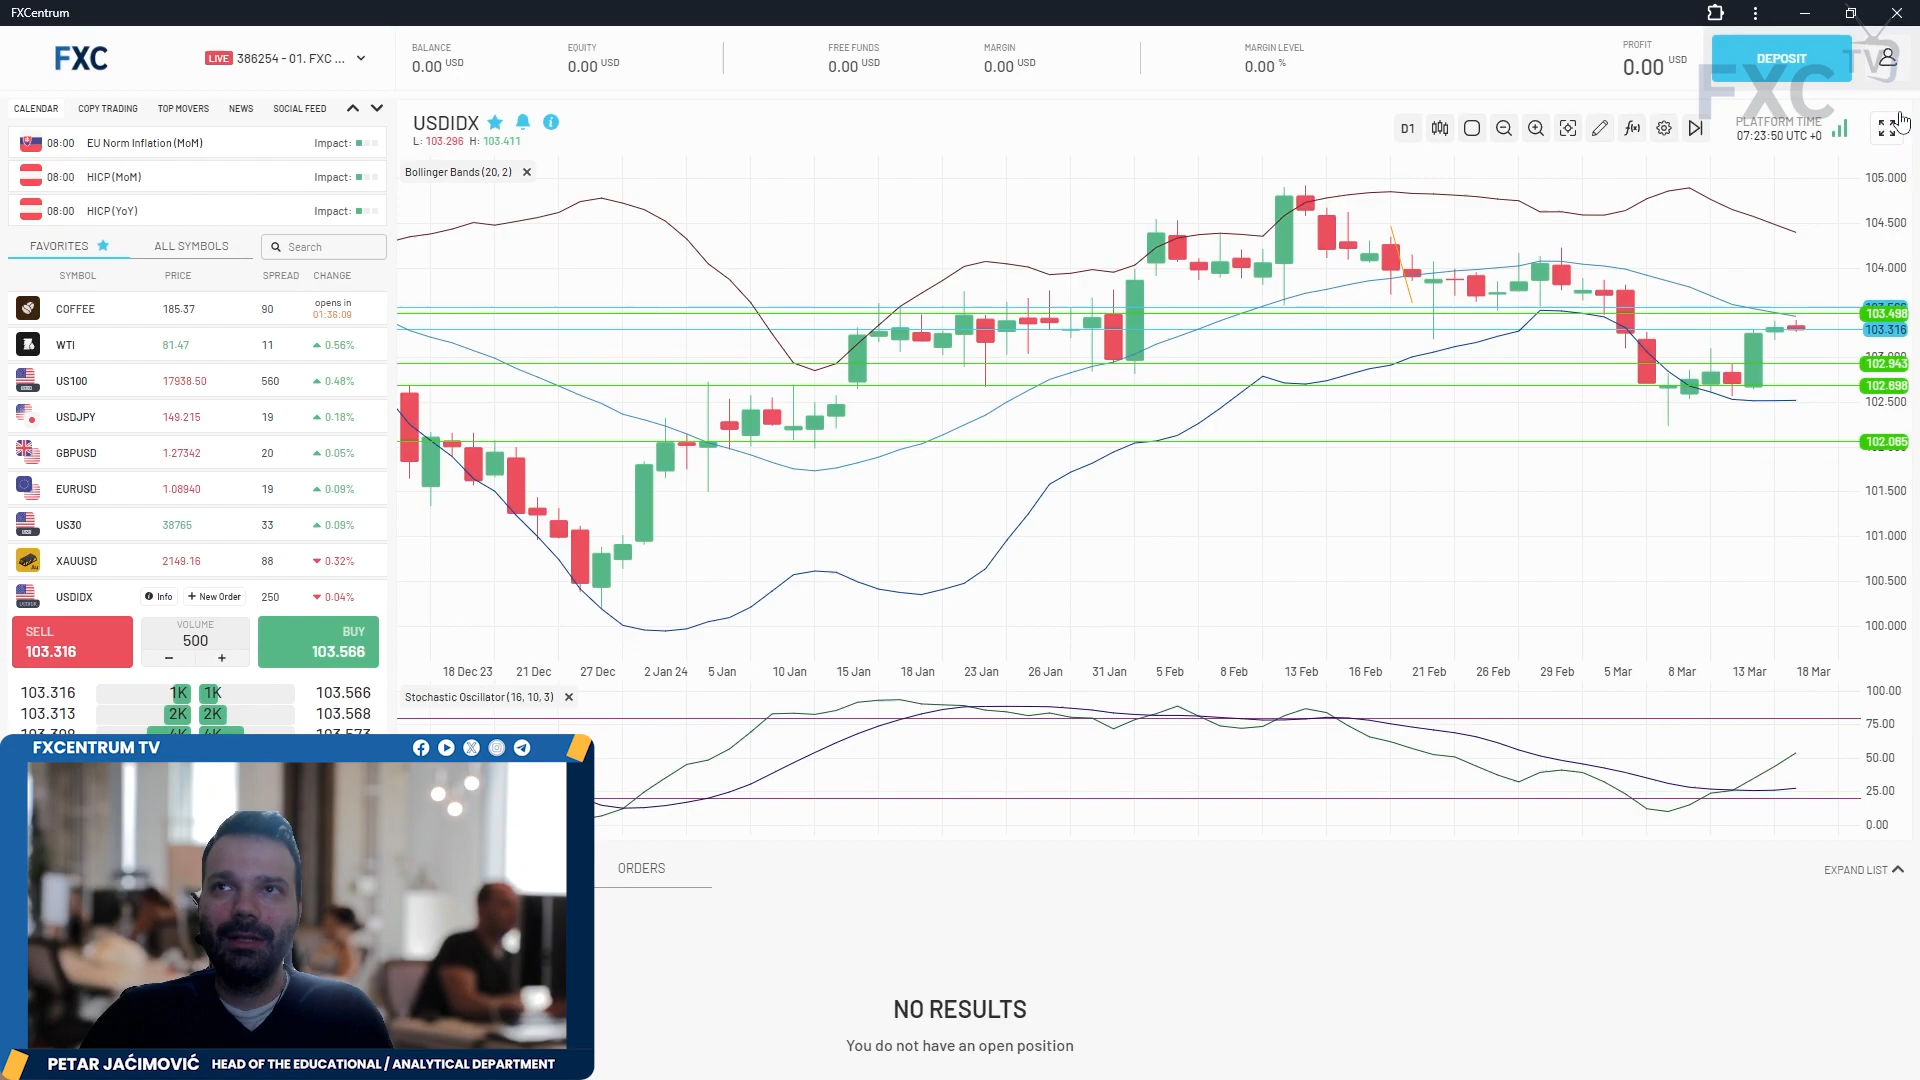 FXCentrum
FXC
LIVE 386254 - 01. FXC ...
BALANCE
0.00 USD
EQUITY
0.00 USD
FREE FUNDS
0.00 USD
MARGIN
0.00 USD
MARGIN LEVEL
0.00 %
PROFIT
0.00 USD
DEPOSIT
FXC TV
CALENDAR COPY TRADING TOP MOVERS NEWS SOCIAL FEED
08:00 EU Norm Inflation (MoM) Impact:
08:00 HICP (MoM) Impact:
08:00 HICP (YoY) Impact:
FAVORITES ALL SYMBOLS Search
SYMBOL PRICE SPREAD CHANGE
COFFEE 185.37 90 opens in 01:36:09
WTI 81.47 11 0.56%
US100 17938.50 560 0.48%
USDJPY 149.215 19 0.18%
GBPUSD 1.27342 20 0.05%
EURUSD 1.08940 19 0.09%
US30 38765 33 0.09%
XAUUSD 2149.16 88 0.32%
USDIDX Info + New Order 250 0.04%
SELL
103.316
VOLUME
500
− +
BUY
103.566
103.316 1K 1K 103.566
103.313 2K 2K 103.568
USDIDX
L: 103.296 H: 103.411
D1
PLATFORM TIME
07:23:50 UTC +0
Bollinger Bands (20, 2)
105.000
104.500
104.000
103.498
103.316
102.943
102.698
102.500
102.065
101.500
101.000
100.500
100.000
18 Dec 23 21 Dec 27 Dec 2 Jan 24 5 Jan 10 Jan 15 Jan 18 Jan 23 Jan 26 Jan 31 Jan 5 Feb 8 Feb 13 Feb 16 Feb 21 Feb 26 Feb 29 Feb 5 Mar 8 Mar 13 Mar 18 Mar
Stochastic Oscillator (16, 10, 3)
100.00
75.00
50.00
25.00
0.00
ORDERS
EXPAND LIST
NO RESULTS
You do not have an open position
FXCENTRUM TV
PETAR JAĆIMOVIĆ HEAD OF THE EDUCATIONAL / ANALYTICAL DEPARTMENT